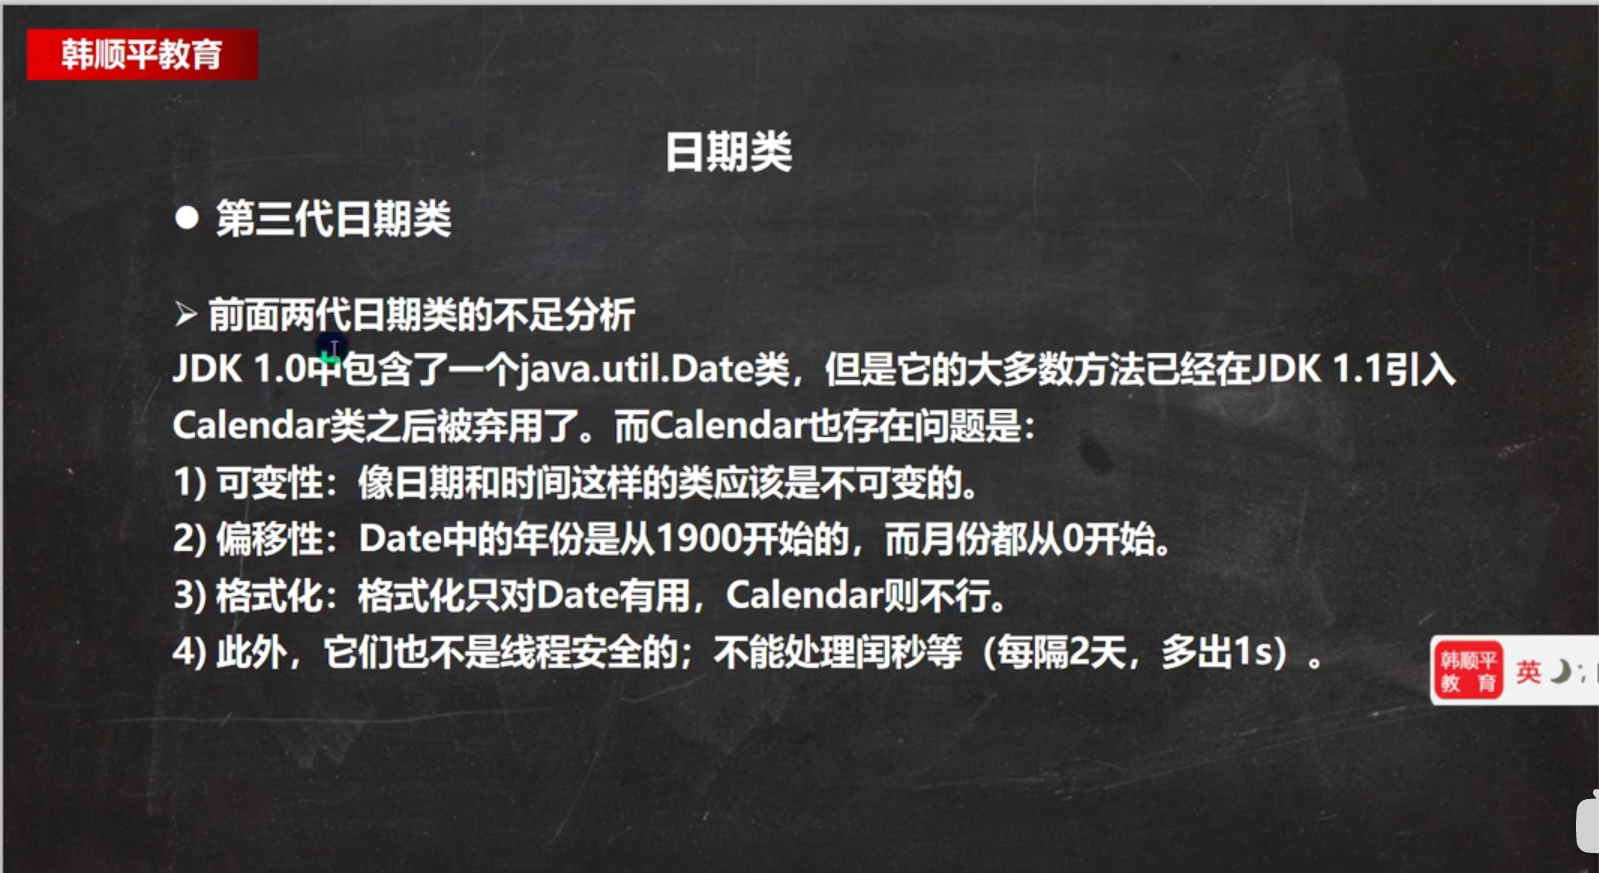 韩顺平教育
日期类
● 第三代日期类
➢ 前面两代日期类的不足分析
JDK 1.0中包含了一个java.util.Date类，但是它的大多数方法已经在JDK 1.1引入
Calendar类之后被弃用了。而Calendar也存在问题是：
1) 可变性：像日期和时间这样的类应该是不可变的。
2) 偏移性：Date中的年份是从1900开始的，而月份都从0开始。
3) 格式化：格式化只对Date有用，Calendar则不行。
4) 此外，它们也不是线程安全的；不能处理闰秒等（每隔2天，多出1s）。
韩顺平
教 育
英